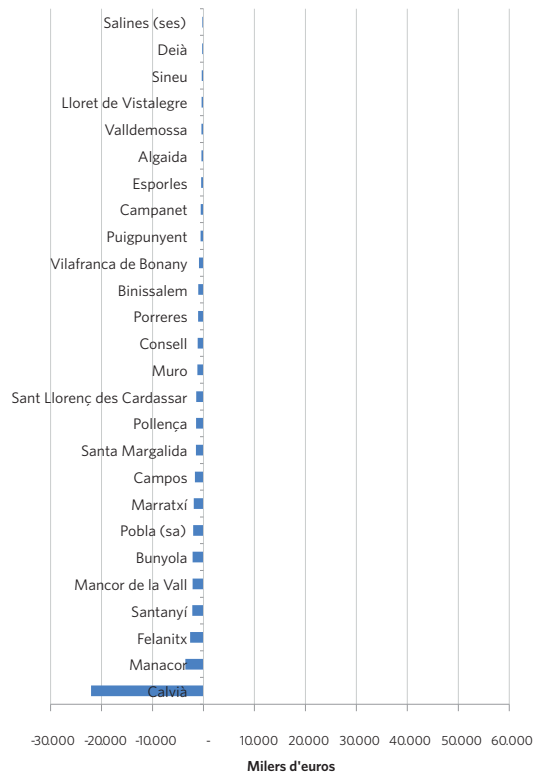 Salines (ses)
Deià
Sineu
Lloret de Vistalegre
Valldemossa
Algaida
Esporles
Campanet
Puigpunyent
Vilafranca de Bonany
Binissalem
Porreres
Consell
Muro
Sant Llorenç des Cardassar
Pollença
Santa Margalida
Campos
Marratxí
Pobla (sa)
Bunyola
Mancor de la Vall
Santanyí
Felanitx
Manacor
Calvià
-30.000 -20.000 -10.000 - 10.000 20.000 30.000 40.000 50.000 60.000
Milers d'euros